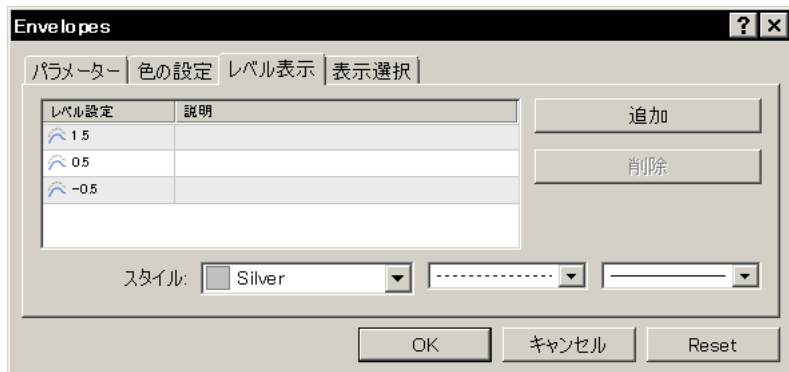 Envelopes
パラメーター 色の設定 レベル表示 表示選択
レベル設定 説明
1.5
0.5
-0.5
追加
削除
スタイル: Silver
OK キャンセル Reset